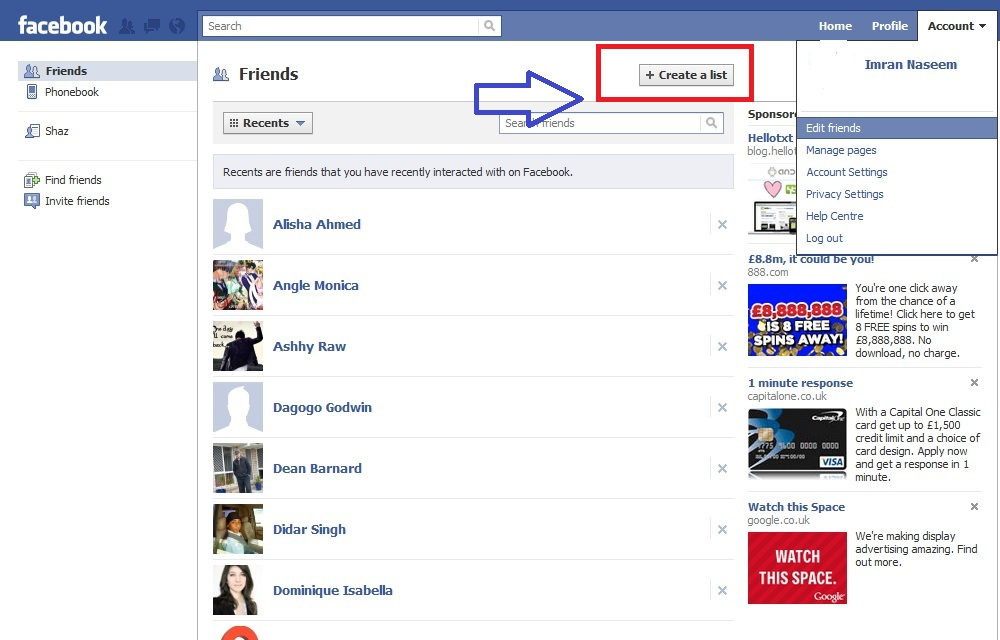 facebook
Search
Home
Profile
Account
Imran Naseem
Edit friends
Manage pages
Account Settings
Privacy Settings
Help Centre
Log out
Friends
Phonebook
Shaz
Find friends
Invite friends
Friends
+ Create a list
Recents
Search friends
Recents are friends that you have recently interacted with on Facebook.
Alisha Ahmed
Angle Monica
Ashhy Raw
Dagogo Godwin
Dean Barnard
Didar Singh
Dominique Isabella
Sponsore
Hellotxt
blog.hellot
£8.8m, it could be you!
888.com
£8,888,888
IS 8 FREE
SPINS AWAY!
You're one click away
from the chance of a
lifetime! Click here to get
8 FREE spins to win
£8,888,888. No
download, no charge.
1 minute response
capitalone.co.uk
Capital One
VISA
With a Capital One Classic
card get up to £1,500
credit limit and a choice of
card design. Apply now
and get a response in 1
minute.
Watch this Space
google.co.uk
WATCH
THIS SPACE.
Google
We're making display
advertising amazing. Find
out more.